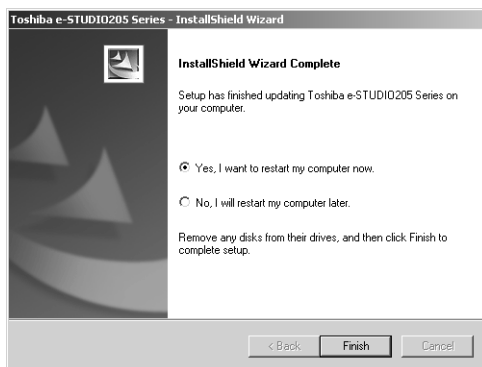 Toshiba e-STUDIO205 Series - InstallShield Wizard
InstallShield Wizard Complete
Setup has finished updating Toshiba e-STUDIO205 Series on
your computer.
Yes, I want to restart my computer now.
No, I will restart my computer later.
Remove any disks from their drives, and then click Finish to
complete setup.
< Back Finish Cancel